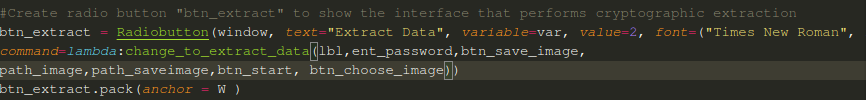 #Create radio button "btn_extract" to show the interface that performs cryptographic extraction
btn_extract = Radiobutton(window, text="Extract Data", variable=var, value=2, font=("Times New Roman",
command=lambda:change_to_extract_data(lbl,ent_password,btn_save_image,
path_image,path_saveimage,btn_start, btn_choose_image))
btn_extract.pack(anchor = W )